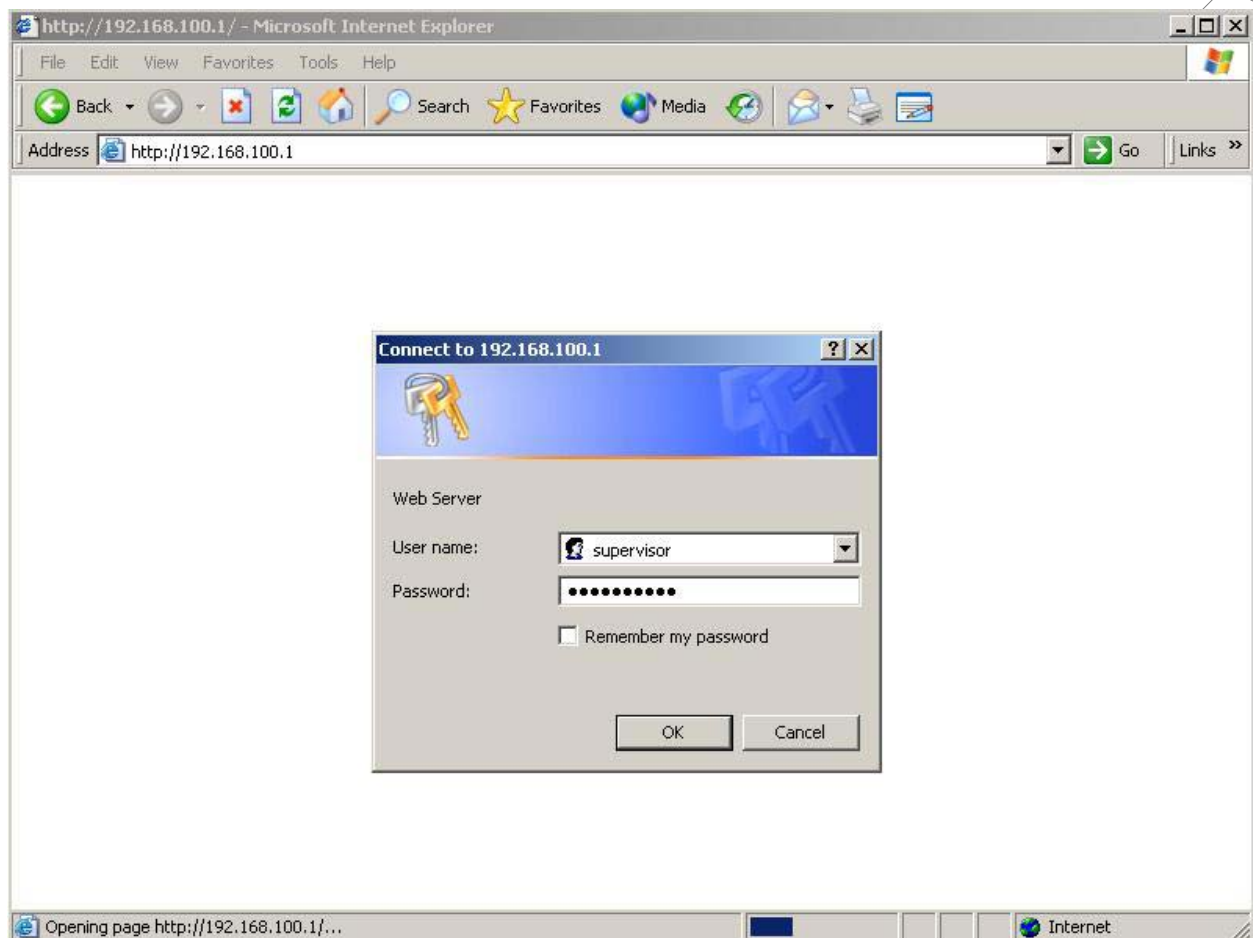 http://192.168.100.1/ - Microsoft Internet Explorer
File Edit View Favorites Tools Help
Back Search Favorites Media
Address http://192.168.100.1 Go Links »
Connect to 192.168.100.1
Web Server
User name: supervisor
Password: ●●●●●●●●●●
Remember my password
OK Cancel
Opening page http://192.168.100.1/... Internet